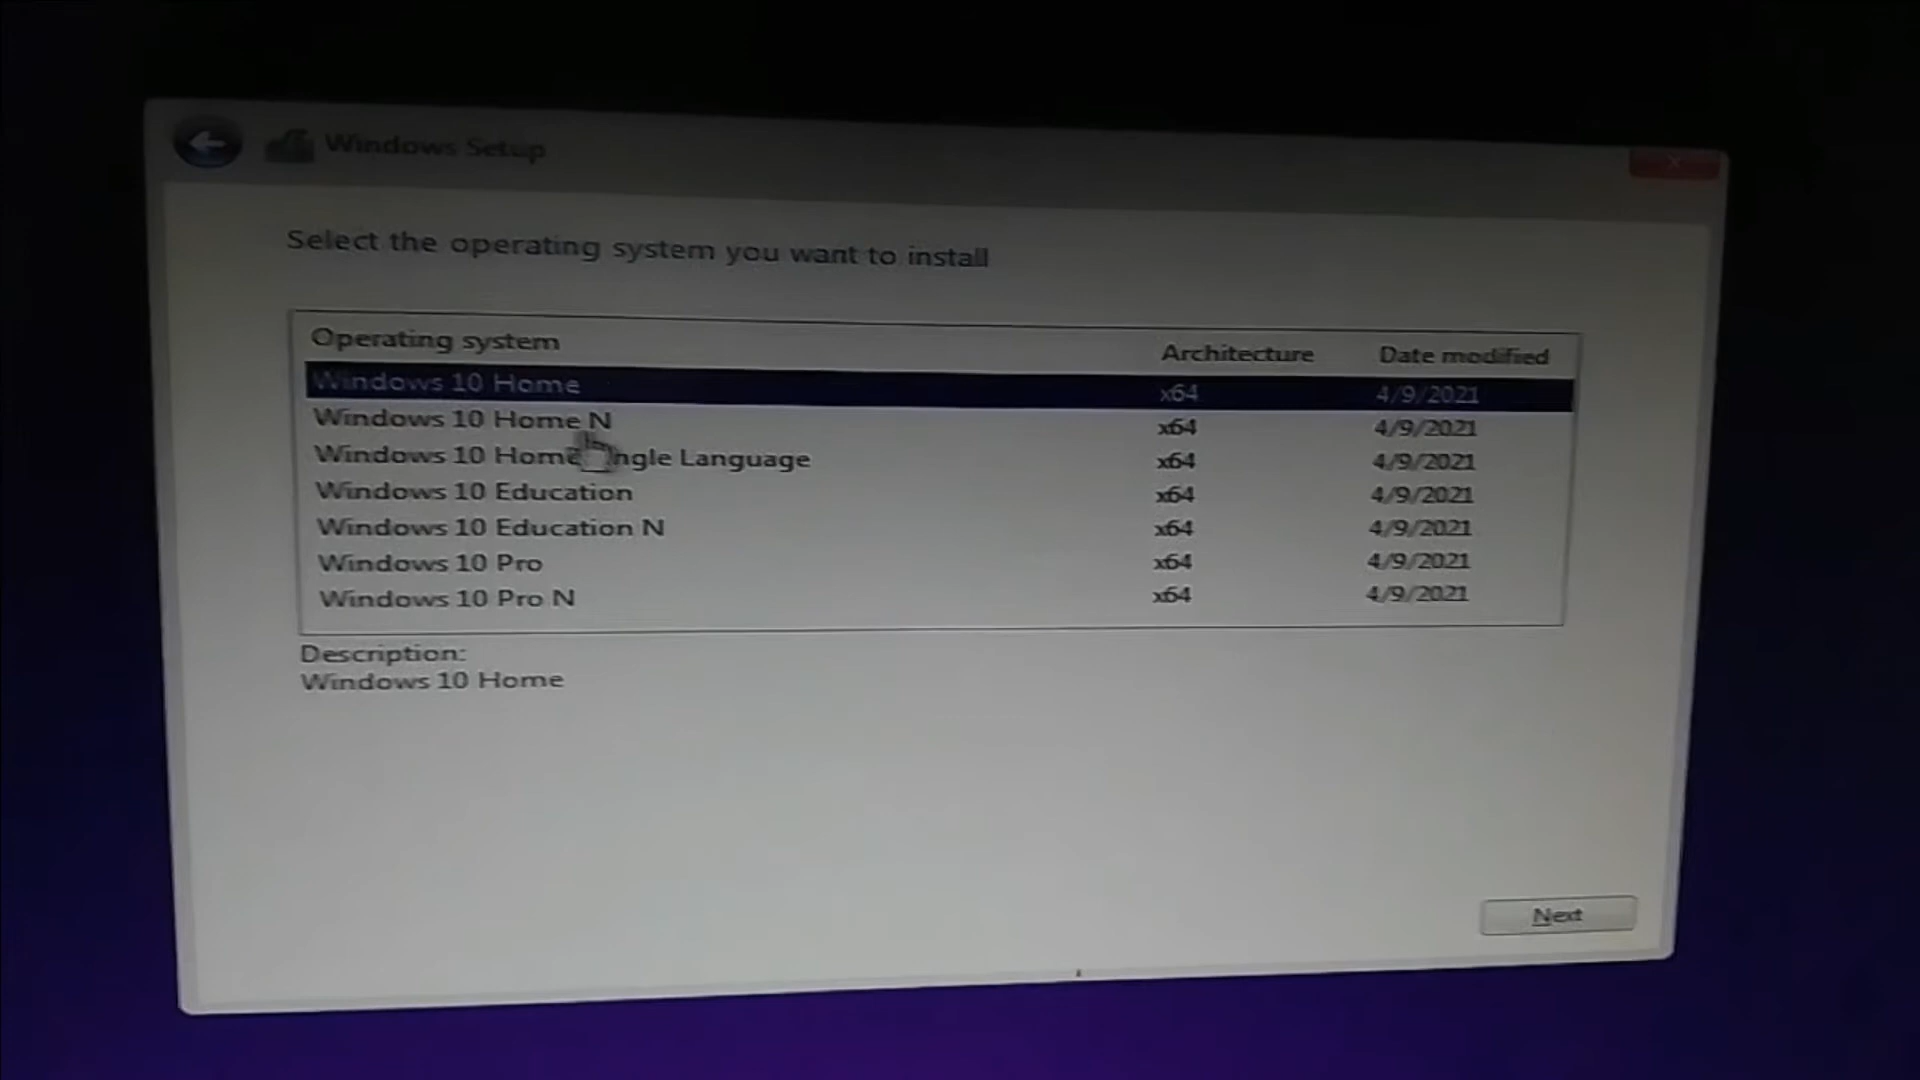 Windows Setup
Select the operating system you want to install
Operating system Architecture Date modified
Windows 10 Home x64 4/9/2021
Windows 10 Home N x64 4/9/2021
Windows 10 Home ngle Language x64 4/9/2021
Windows 10 Education x64 4/9/2021
Windows 10 Education N x64 4/9/2021
Windows 10 Pro x64 4/9/2021
Windows 10 Pro N x64 4/9/2021
Description:
Windows 10 Home
Next